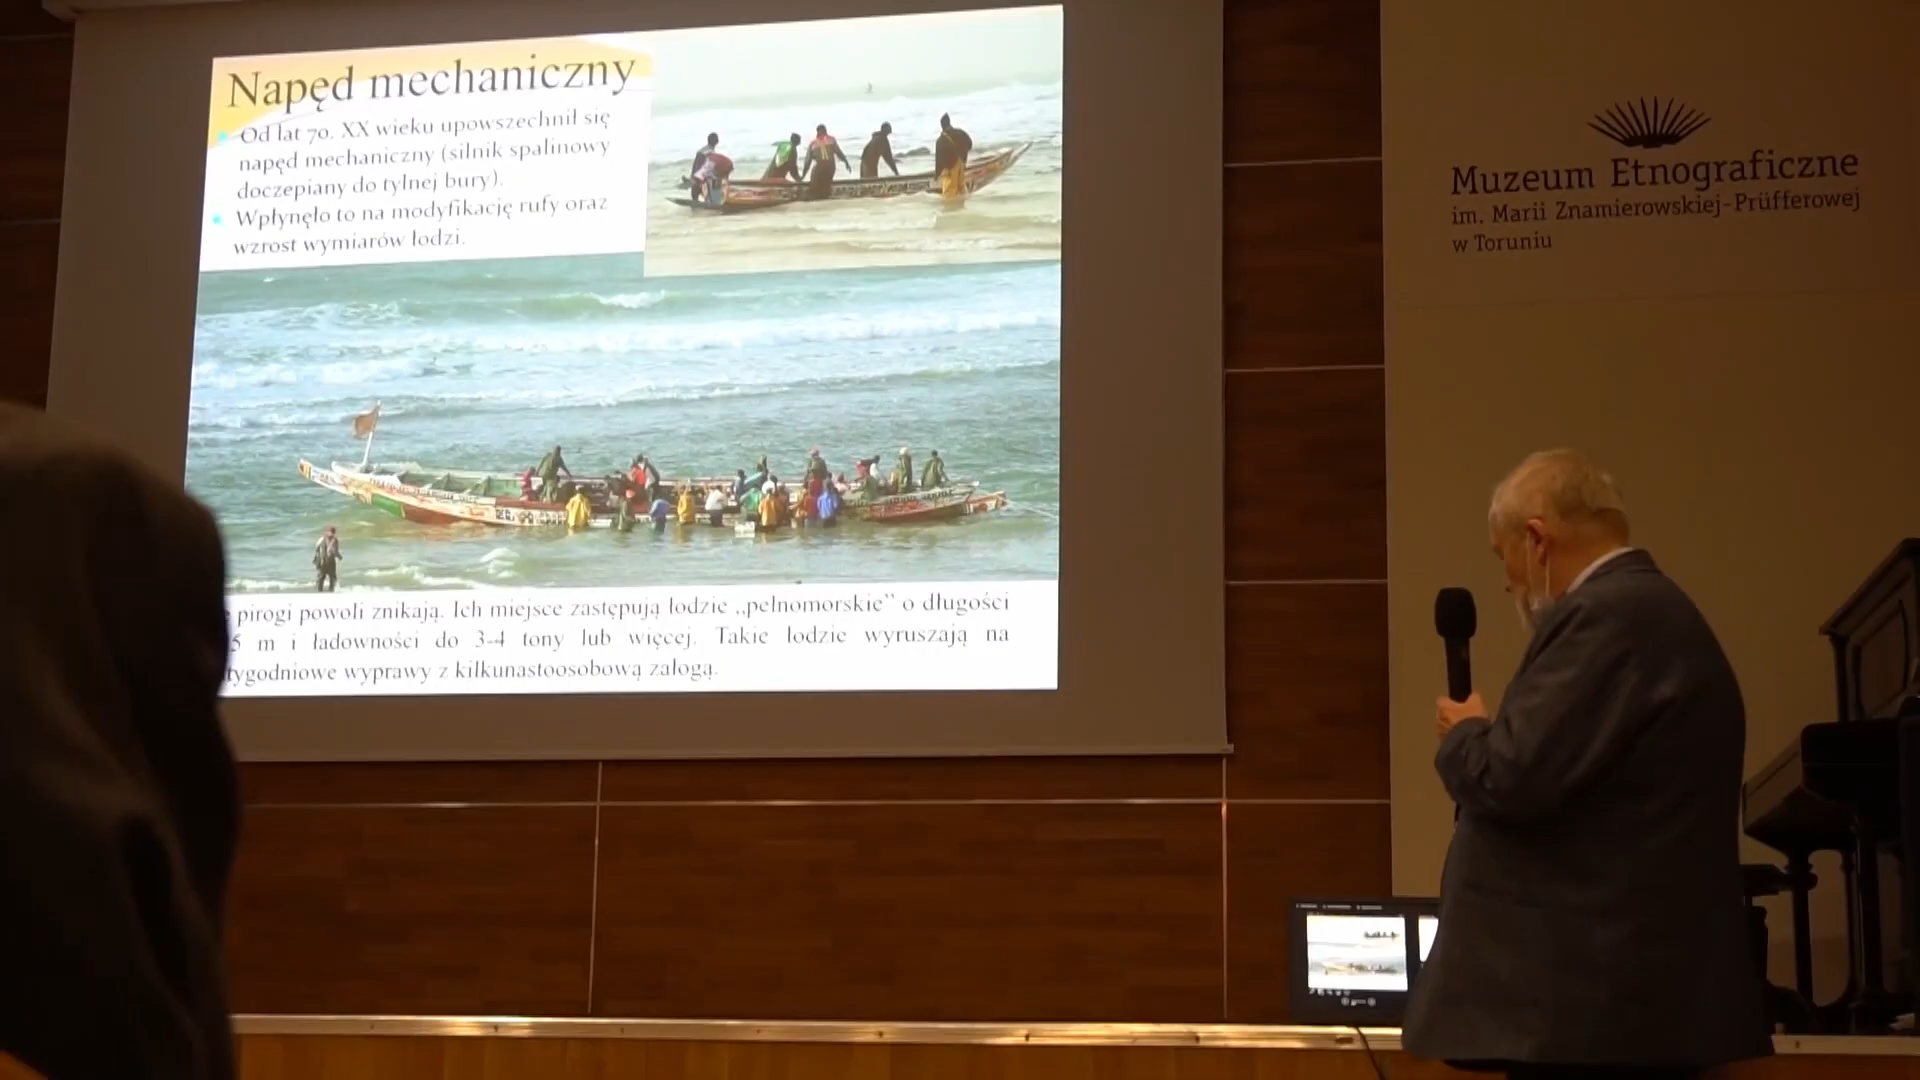 Napęd mechaniczny
Od lat 70. XX wieku upowszechnił się
napęd mechaniczny (silnik spalinowy
doczepiany do tylnej bury).
Wpłynęło to na modyfikację rufy oraz
wzrost wymiarów łodzi.
pirogi powoli znikają. Ich miejsce zastępują łodzie „pełnomorskie” o długości
5 m i ładowności do 3-4 tony lub więcej. Takie łodzie wyruszają na
tygodniowe wyprawy z kilkunastoosobową załogą.
Muzeum Etnograficzne
im. Marii Znamierowskiej-Prüfferowej
w Toruniu